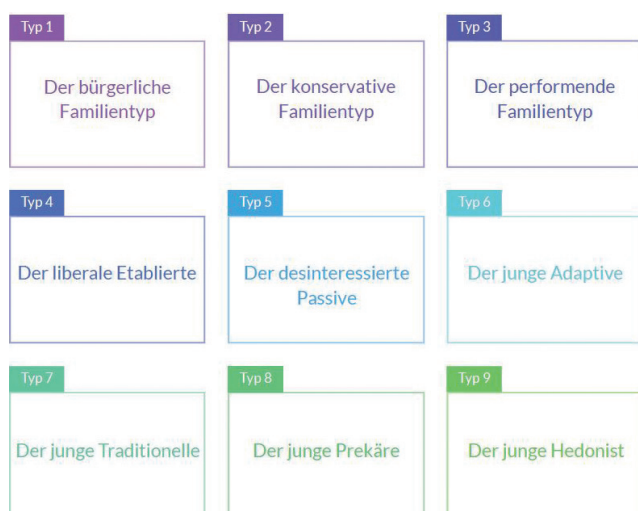 Typ 1
Der bürgerliche
Familientyp
Typ 2
Der konservative
Familientyp
Typ 3
Der performende
Familientyp
Typ 4
Der liberale Etablierte
Typ 5
Der desinteressierte
Passive
Typ 6
Der junge Adaptive
Typ 7
Der junge Traditionelle
Typ 8
Der junge Prekäre
Typ 9
Der junge Hedonist